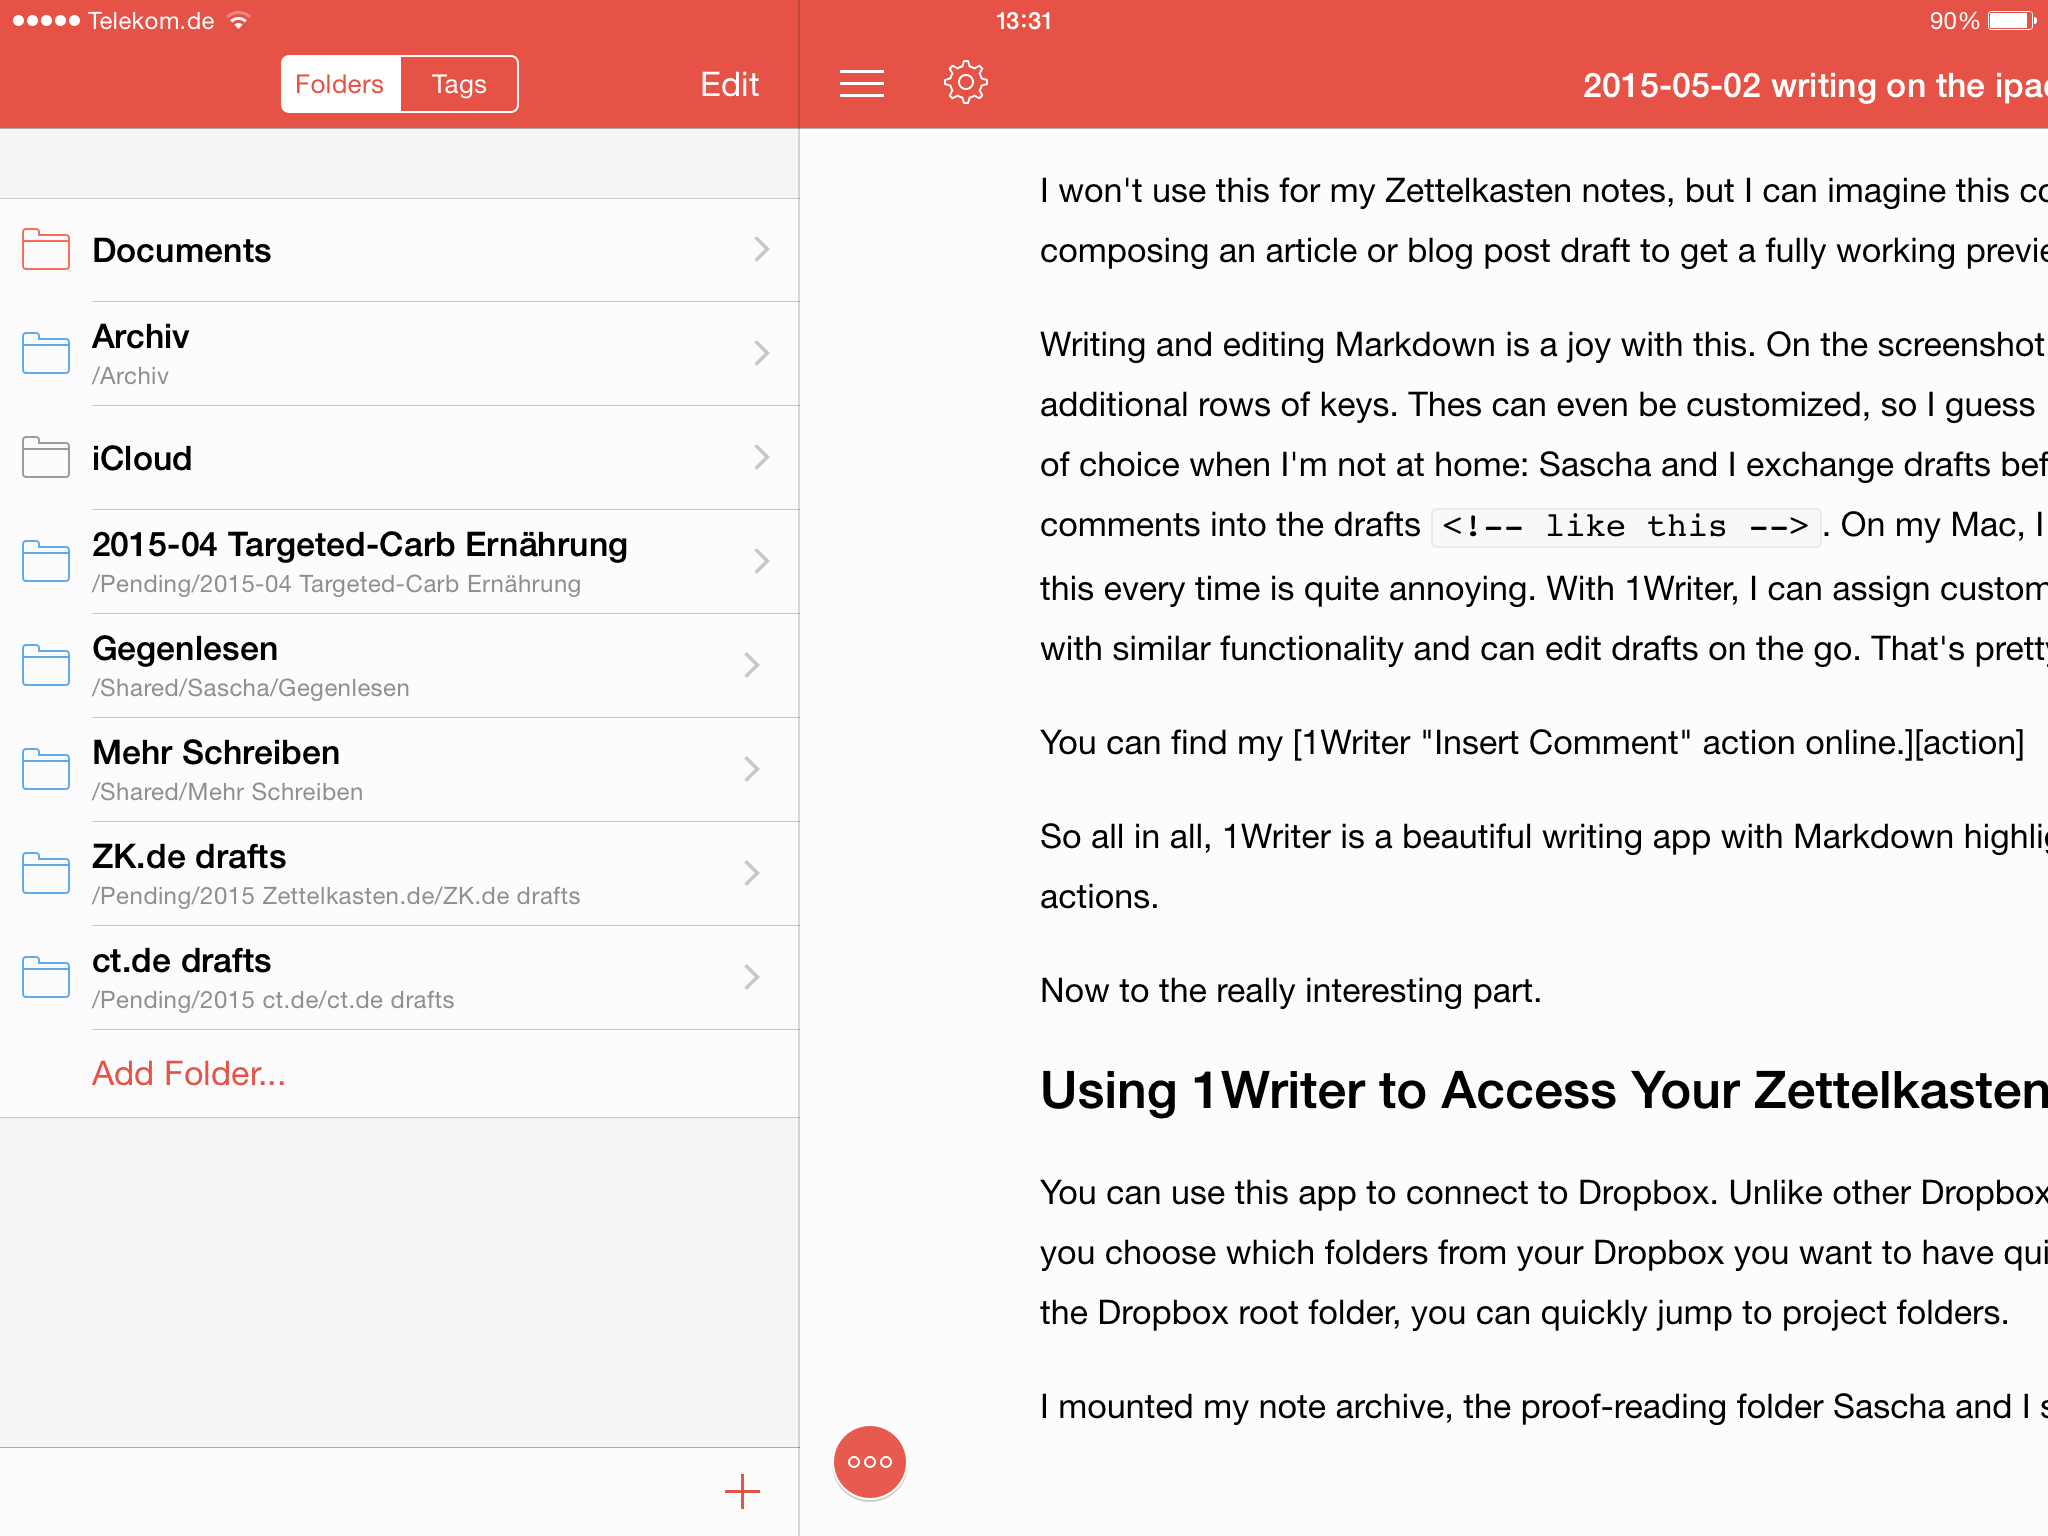 Telekom.de
13:31
90%
Folders
Tags
Edit
2015-05-02 writing on the
Documents
Archiv
/Archiv
iCloud
2015-04 Targeted-Carb Ernährung
/Pending/2015-04 Targeted-Carb Ernährung
Gegenlesen
/Shared/Sascha/Gegenlesen
Mehr Schreiben
/Shared/Mehr Schreiben
ZK.de drafts
/Pending/2015 Zettelkasten.de/ZK.de drafts
ct.de drafts
/Pending/2015 ct.de/ct.de drafts
Add Folder...
I won't use this for my Zettelkasten notes, but I can imagine this
composing an article or blog post draft to get a fully working
Writing and editing Markdown is a joy with this. On the screenshot
additional rows of keys. Thes can even be customized, so I guess
of choice when I'm not at home: Sascha and I exchange drafts
comments into the drafts <!-- like this -->. On my Mac, I
this every time is quite annoying. With 1Writer, I can assign custom
with similar functionality and can edit drafts on the go. That's pretty
You can find my [1Writer "Insert Comment" action online.][action]
So all in all, 1Writer is a beautiful writing app with Markdown
actions.
Now to the really interesting part.
Using 1Writer to Access Your Zettelkasten
You can use this app to connect to Dropbox. Unlike other Dropbox
you choose which folders from your Dropbox you want to have
the Dropbox root folder, you can quickly jump to project folders.
I mounted my note archive, the proof-reading folder Sascha and I